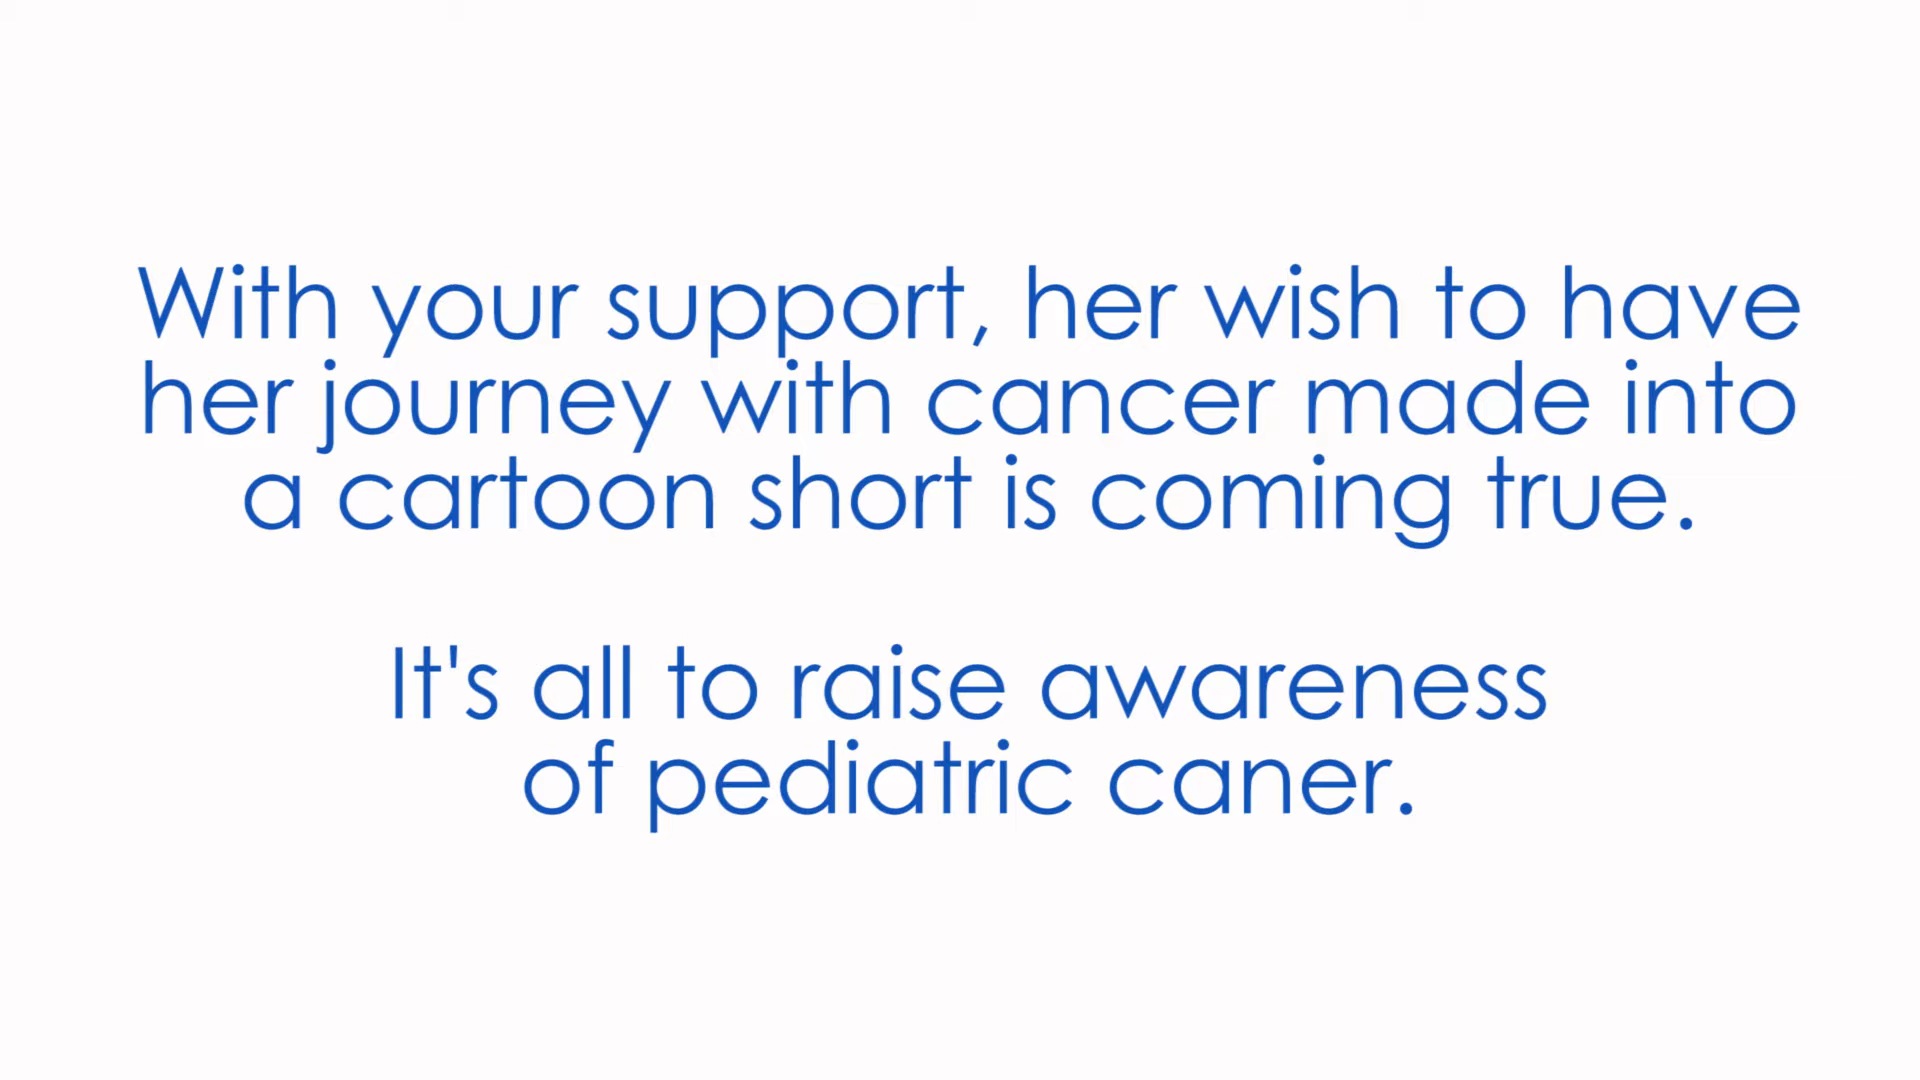 With your support, her wish to have
her journey with cancer made into
a cartoon short is coming true.
It's all to raise awareness
of pediatric caner.